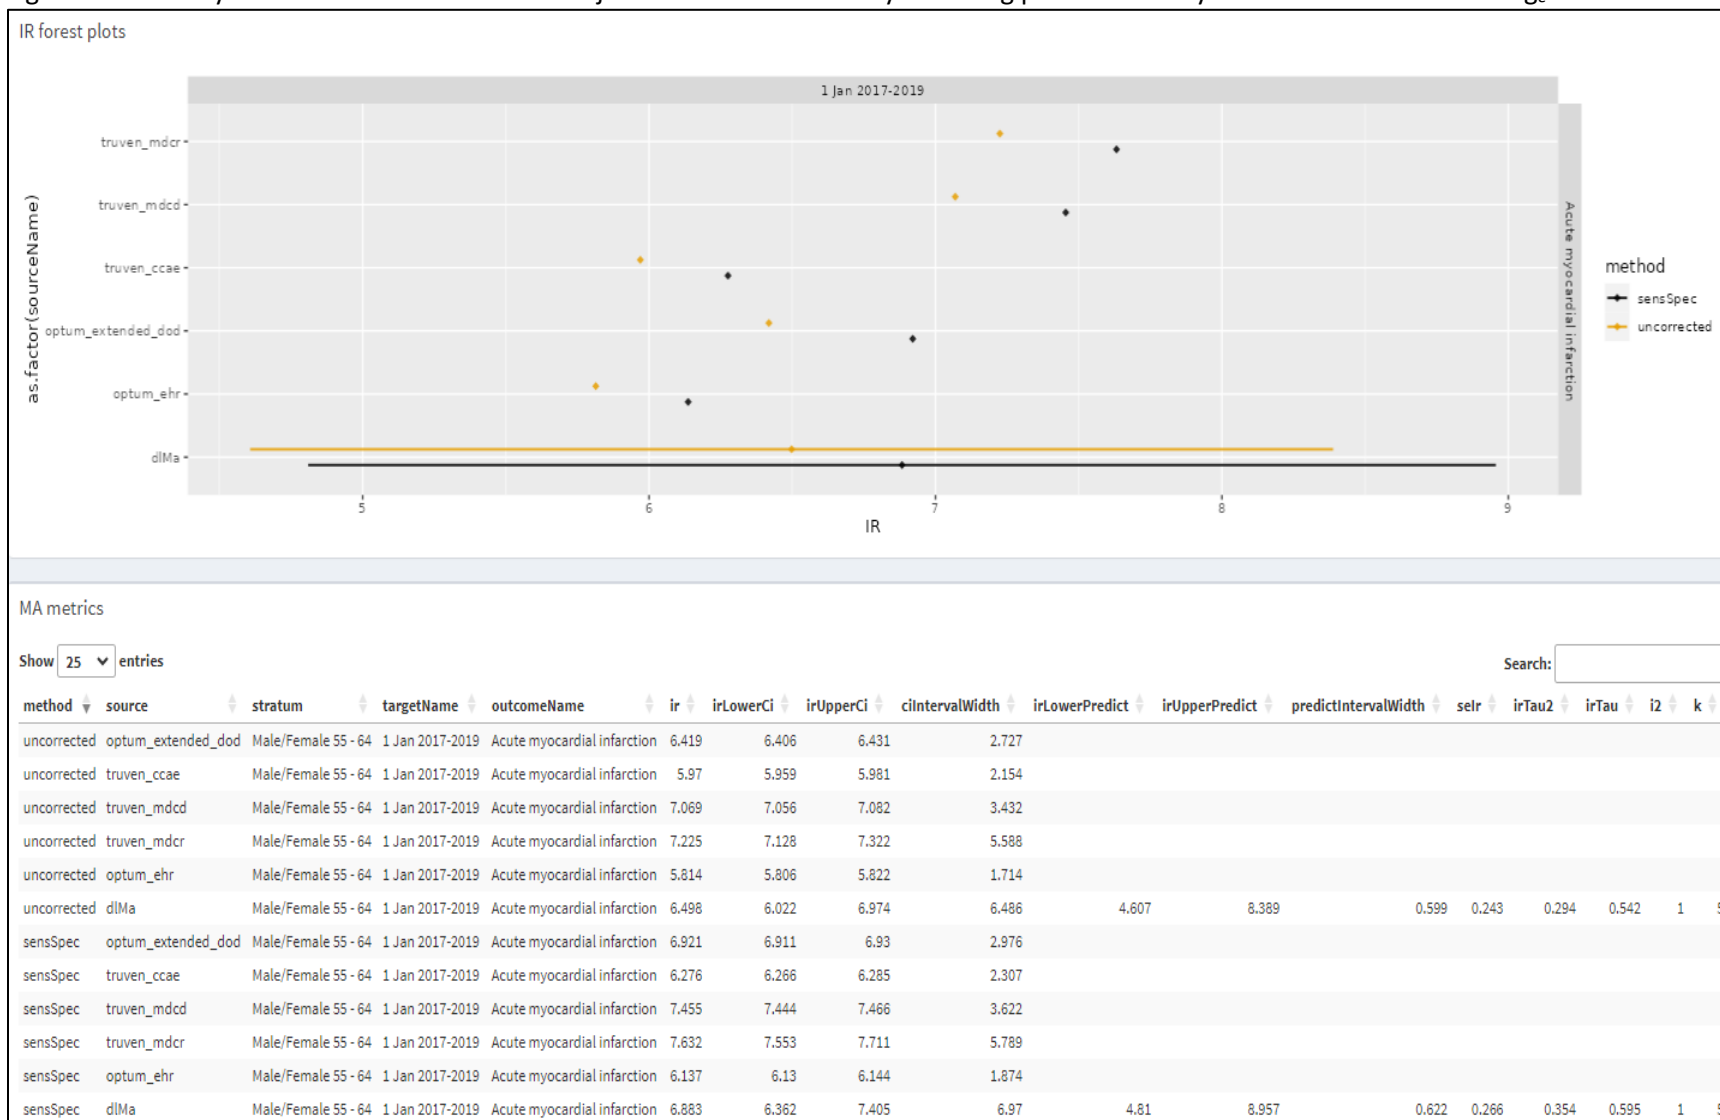 IR forest plots
1 Jan 2017-2019
truven_mdcr
truven_mdcd
truven_ccae
optum_extended_dod
optum_ehr
dlMa
as.factor(sourceName)
Acute myocardial infarction
5 6 7 8 9
IR
method
sensSpec
uncorrected
MA metrics
Show 25 entries
Search:
method source stratum targetName outcomeName ir irLowerCi irUpperCi ciIntervalWidth irLowerPredict irUpperPredict predictIntervalWidth seIr irTau2 irTau i2 k
uncorrected optum_extended_dod Male/Female 55 - 64 1 Jan 2017-2019 Acute myocardial infarction 6.419 6.406 6.431 2.727
uncorrected truven_ccae Male/Female 55 - 64 1 Jan 2017-2019 Acute myocardial infarction 5.97 5.959 5.981 2.154
uncorrected truven_mdcd Male/Female 55 - 64 1 Jan 2017-2019 Acute myocardial infarction 7.069 7.056 7.082 3.432
uncorrected truven_mdcr Male/Female 55 - 64 1 Jan 2017-2019 Acute myocardial infarction 7.225 7.128 7.322 5.588
uncorrected optum_ehr Male/Female 55 - 64 1 Jan 2017-2019 Acute myocardial infarction 5.814 5.806 5.822 1.714
uncorrected dlMa Male/Female 55 - 64 1 Jan 2017-2019 Acute myocardial infarction 6.498 6.022 6.974 6.486 4.607 8.389 0.599 0.243 0.294 0.542 1
sensSpec optum_extended_dod Male/Female 55 - 64 1 Jan 2017-2019 Acute myocardial infarction 6.921 6.911 6.93 2.976
sensSpec truven_ccae Male/Female 55 - 64 1 Jan 2017-2019 Acute myocardial infarction 6.276 6.266 6.285 2.307
sensSpec truven_mdcd Male/Female 55 - 64 1 Jan 2017-2019 Acute myocardial infarction 7.455 7.444 7.466 3.622
sensSpec truven_mdcr Male/Female 55 - 64 1 Jan 2017-2019 Acute myocardial infarction 7.632 7.553 7.711 5.789
sensSpec optum_ehr Male/Female 55 - 64 1 Jan 2017-2019 Acute myocardial infarction 6.137 6.13 6.144 1.874
sensSpec dlMa Male/Female 55 - 64 1 Jan 2017-2019 Acute myocardial infarction 6.883 6.362 7.405 6.97 4.81 8.957 0.622 0.266 0.354 0.595 1